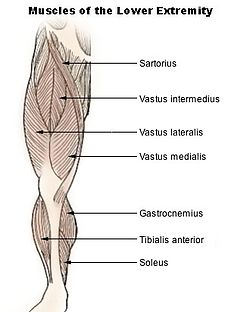 Muscles of the Lower Extremity
Sartorius
Vastus intermedius
Vastus lateralis
Vastus medialis
Gastrocnemius
Tibialis anterior
Soleus